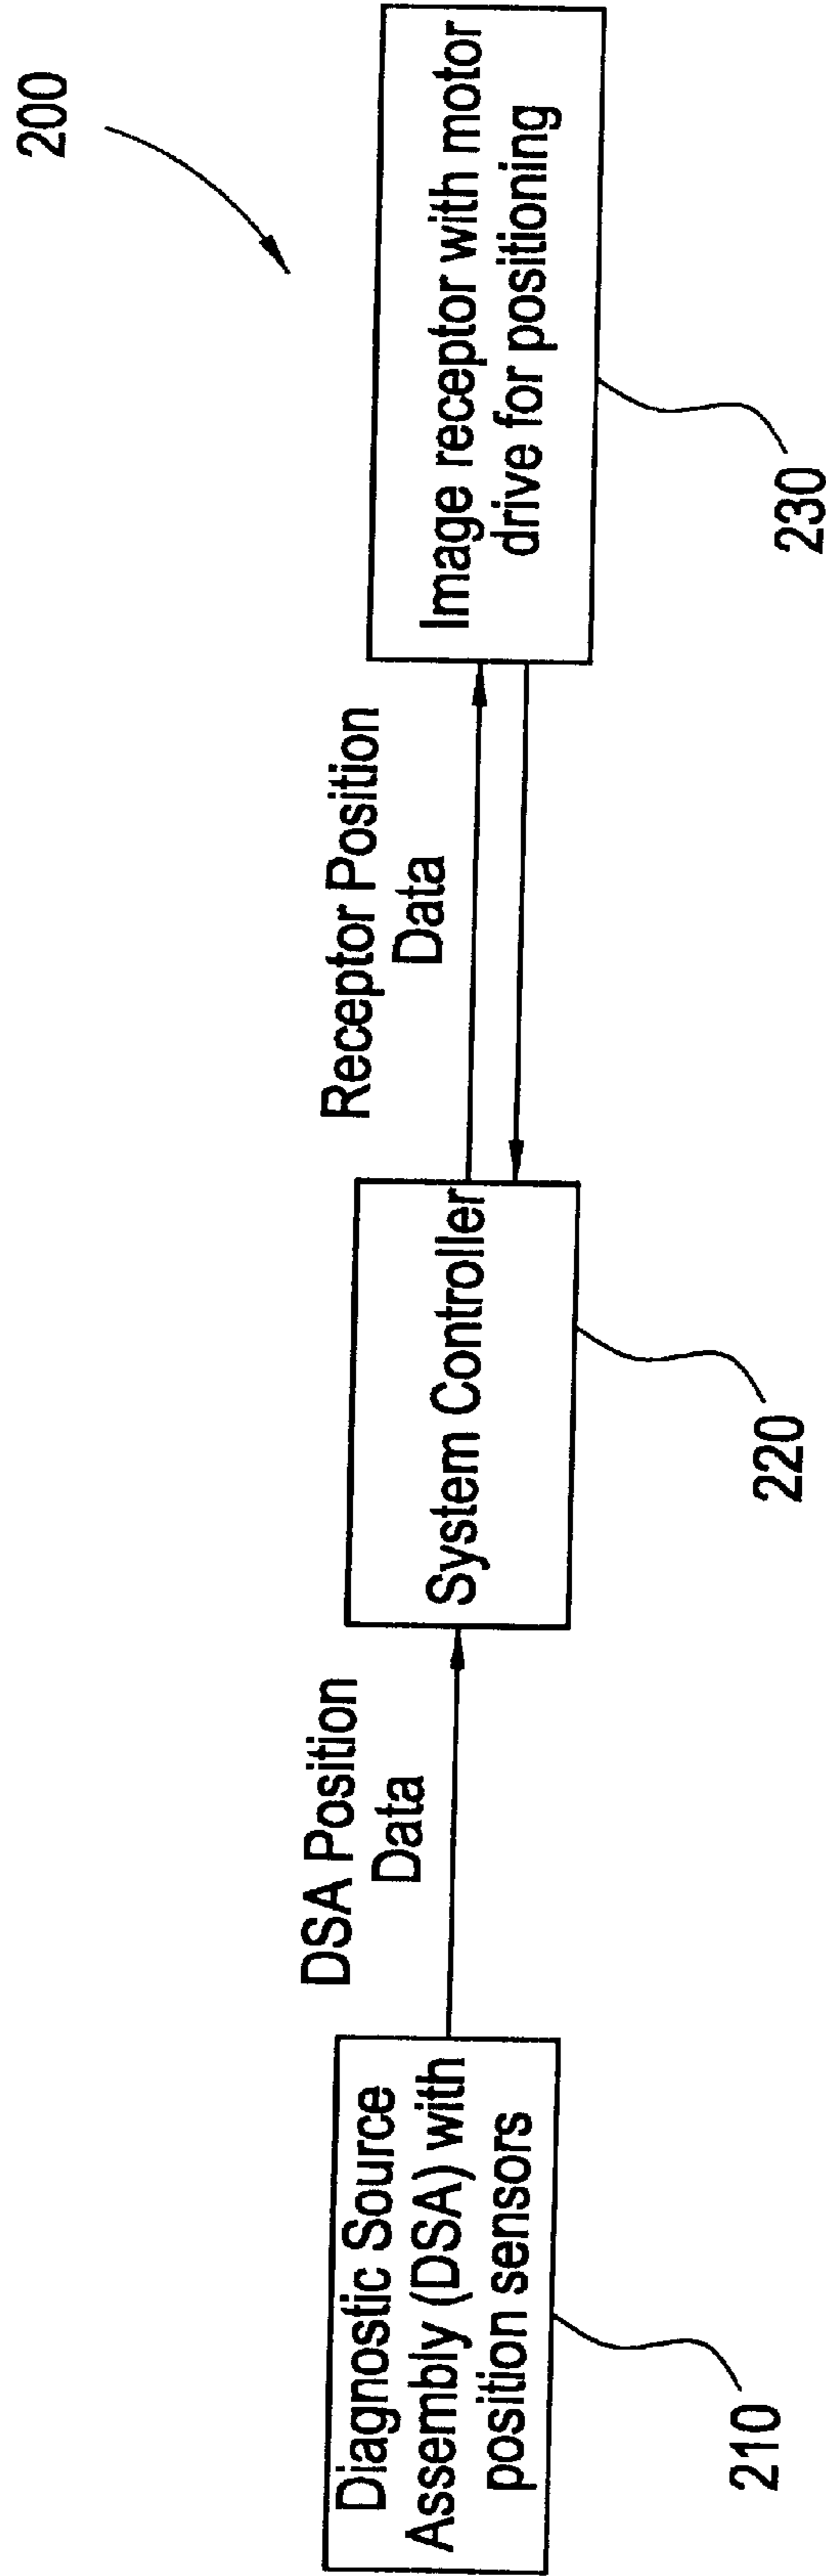 200
Diagnostic Source
Assembly (DSA) with
position sensors
210
DSA Position
Data
System Controller
220
Receptor Position
Data
Image receptor with motor
drive for positioning
230